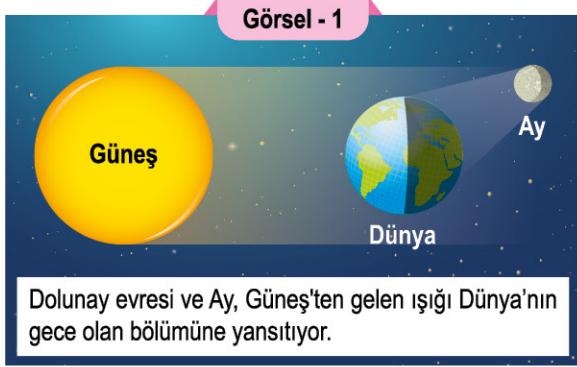 Görsel - 1
Güneş
Ay
Dünya
Dolunay evresi ve Ay, Güneş'ten gelen ışığı Dünya’nın
gece olan bölümüne yansıtıyor.